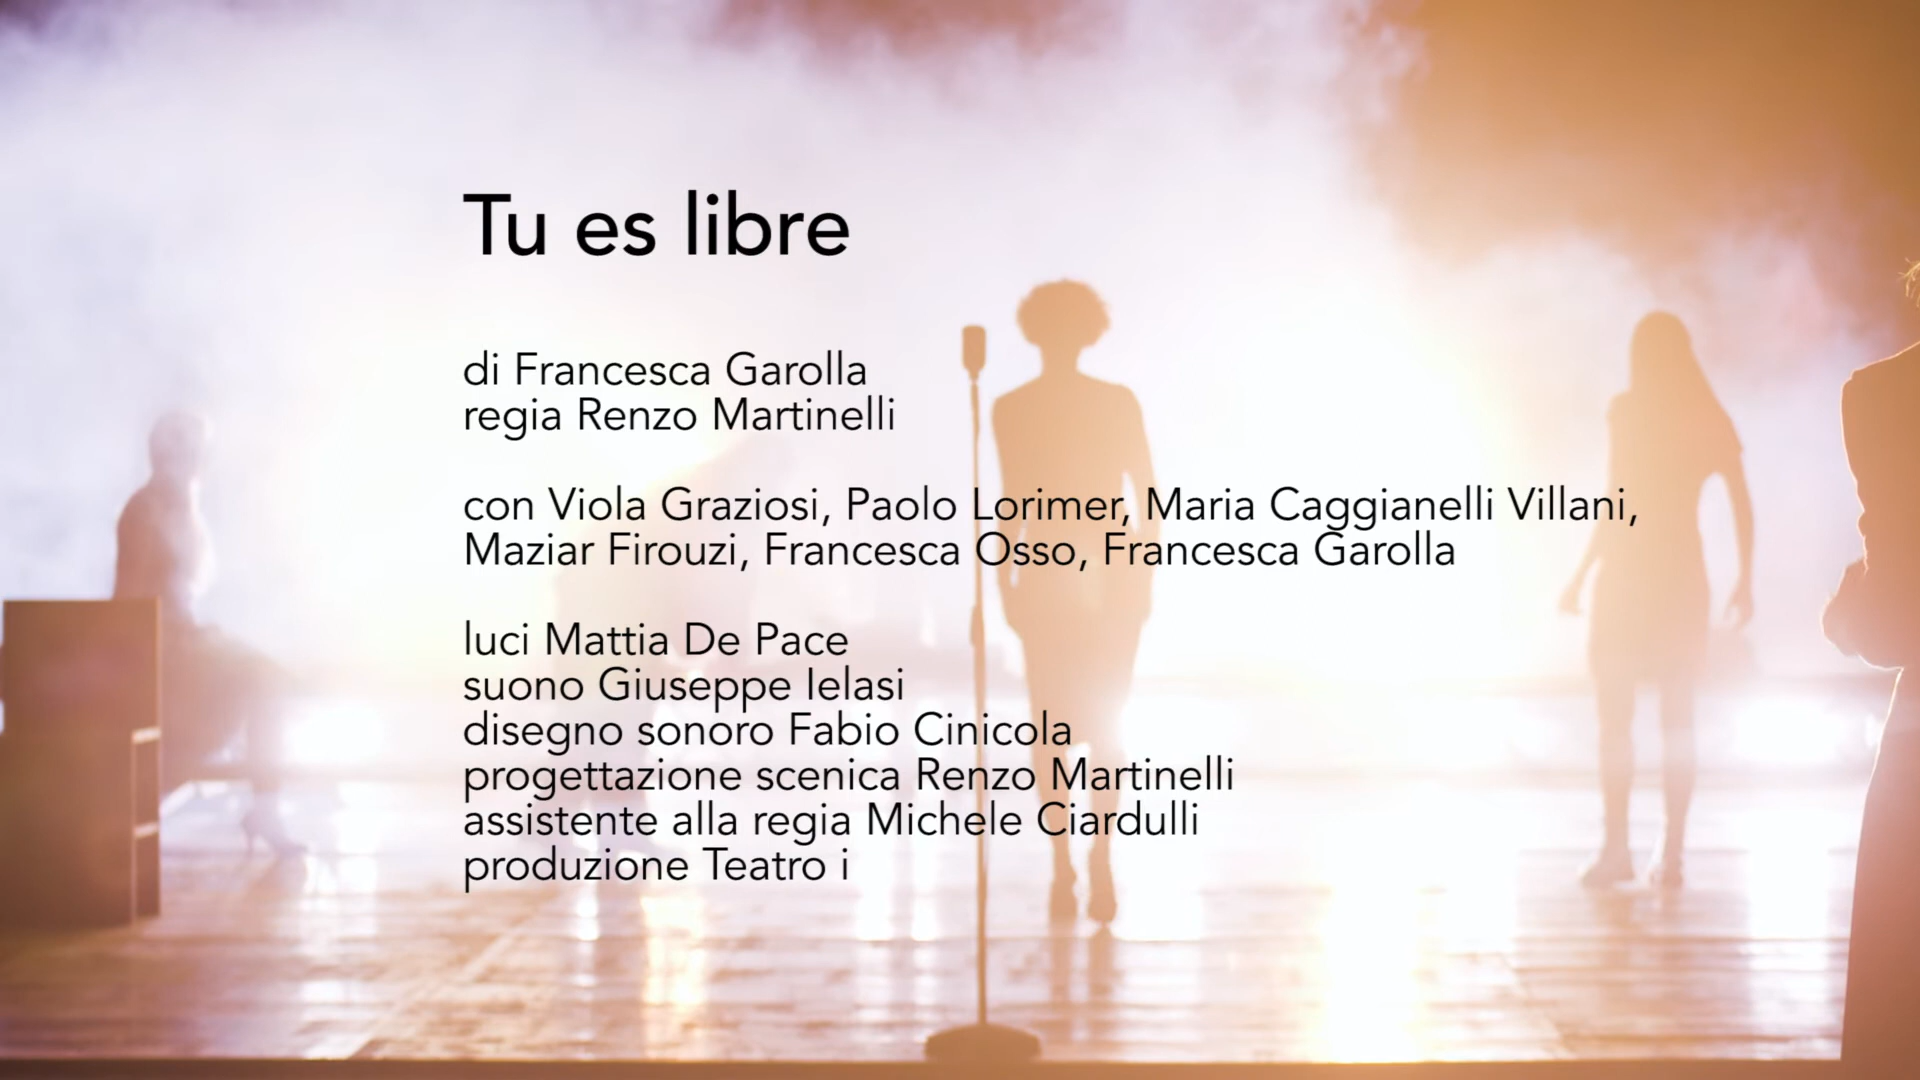 Tu es libre
di Francesca Garolla
regia Renzo Martinelli
con Viola Graziosi, Paolo Lorimer, Maria Caggianelli Villani,
Maziar Firouzi, Francesca Osso, Francesca Garolla
luci Mattia De Pace
suono Giuseppe Ielasi
disegno sonoro Fabio Cinicola
progettazione scenica Renzo Martinelli
assistente alla regia Michele Ciardulli
produzione Teatro i